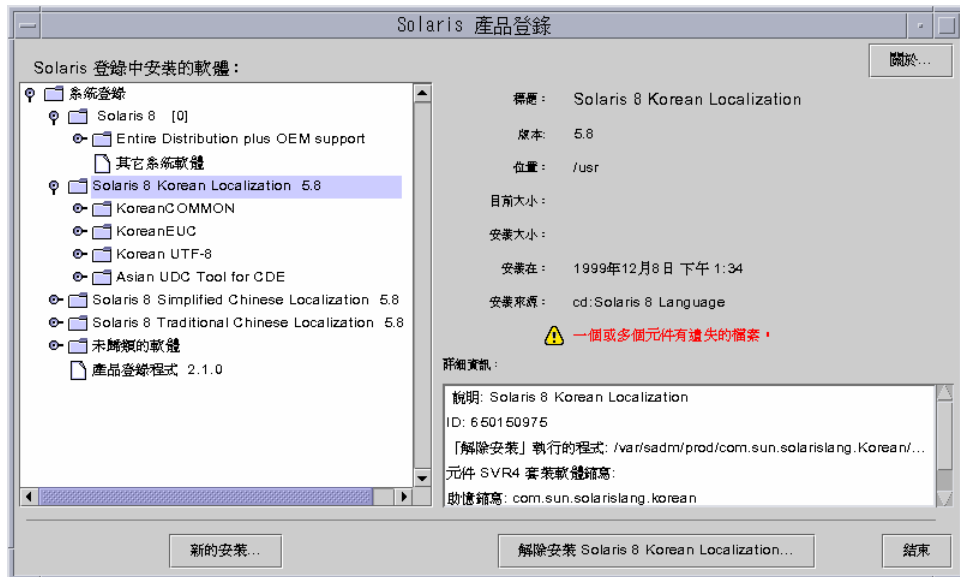 Solaris 產品登錄
關於...
Solaris 登錄中安裝的軟體：
系統登錄
Solaris 8 [0]
Entire Distribution plus OEM support
其它系統軟體
Solaris 8 Korean Localization 5.8
KoreanCOMMON
KoreanEUC
Korean UTF-8
Asian UDC Tool for CDE
Solaris 8 Simplified Chinese Localization 5.8
Solaris 8 Traditional Chinese Localization 5.8
未歸類的軟體
產品登錄程式 2.1.0
標題： Solaris 8 Korean Localization
版本: 5.8
位置： /usr
目前大小：
安裝大小：
安裝在： 1999年12月8日 下午 1:34
安裝來源： cd:Solaris 8 Language
一個或多個元件有遺失的檔案。
詳細資訊：
說明: Solaris 8 Korean Localization
ID: 650150975
「解除安裝」執行的程式: /var/sadm/prod/com.sun.solarislang.Korean/...
元件 SVR4 套裝軟體縮寫:
助憶縮寫: com.sun.solarislang.korean
新的安裝...
解除安裝 Solaris 8 Korean Localization...
結束